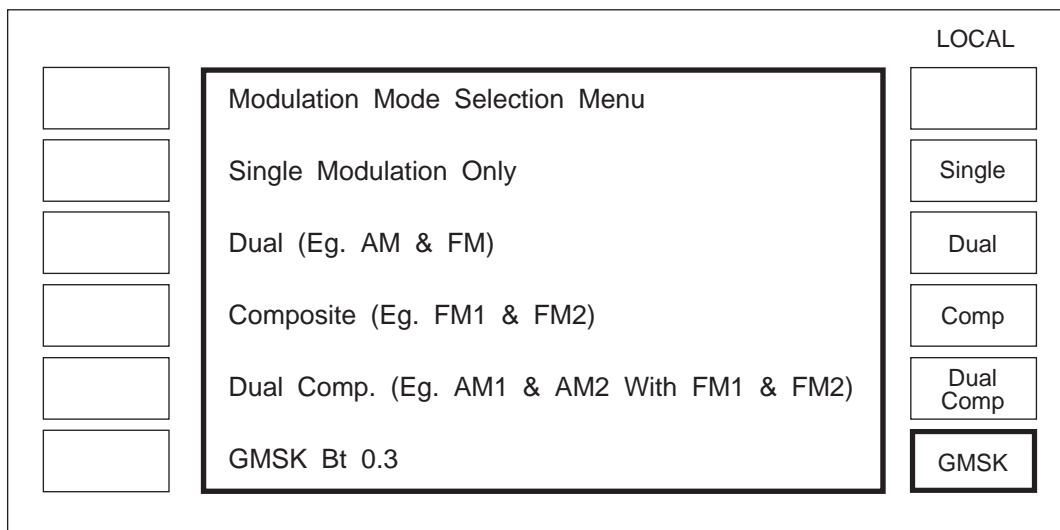 LOCAL
Modulation Mode Selection Menu
Single Modulation Only
Single
Dual (Eg. AM & FM)
Dual
Composite (Eg. FM1 & FM2)
Comp
Dual Comp. (Eg. AM1 & AM2 With FM1 & FM2)
Dual
Comp
GMSK Bt 0.3
GMSK